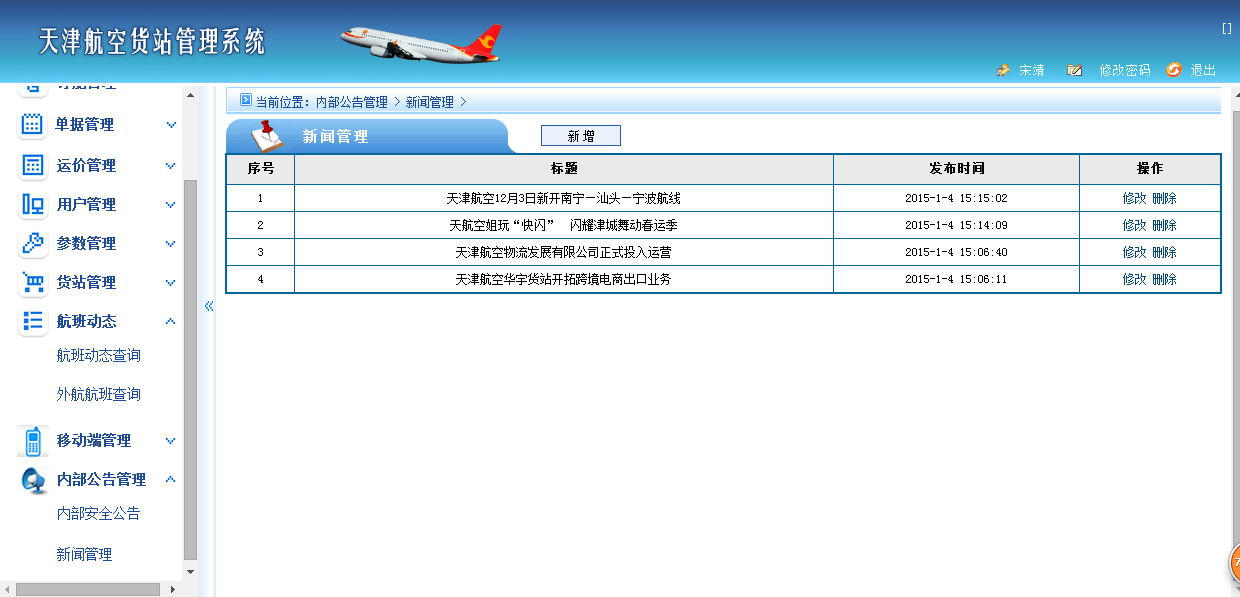 天津航空货站管理系统
[]
宋靖 修改密码 退出
单据管理
运价管理
用户管理
参数管理
货站管理
航班动态
航班动态查询
外航航班查询
移动端管理
内部公告管理
内部安全公告
新闻管理
当前位置：内部公告管理 > 新闻管理 >
新闻管理 新增
序号 标题 发布时间 操作
1 天津航空12月3日新开南宁—汕头—宁波航线 2015-1-4 15:15:02 修改 删除
2 天航空姐玩“快闪” 闪耀津城舞动春运季 2015-1-4 15:14:09 修改 删除
3 天津航空物流发展有限公司正式投入运营 2015-1-4 15:06:40 修改 删除
4 天津航空华宇货站开拓跨境电商出口业务 2015-1-4 15:06:11 修改 删除